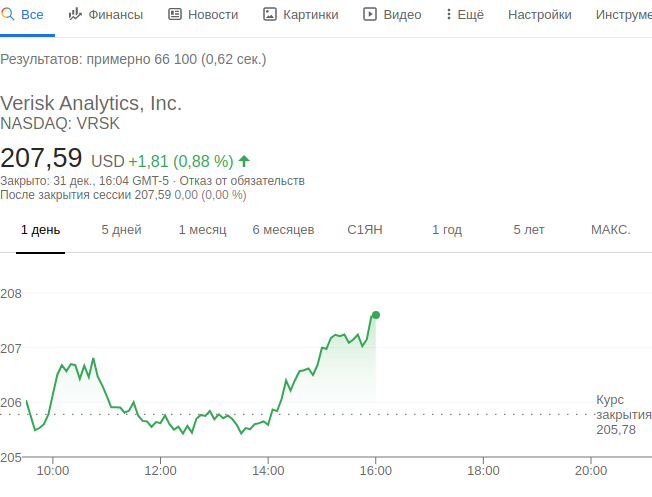 Все Финансы Новости Картинки Видео Ещё Настройки Инструме
Результатов: примерно 66 100 (0,62 сек.)
Verisk Analytics, Inc.
NASDAQ: VRSK
207,59 USD +1,81 (0,88 %)
Закрыто: 31 дек., 16:04 GMT-5 · Отказ от обязательств
После закрытия сессии 207,59 0,00 (0,00 %)
1 день 5 дней 1 месяц 6 месяцев С1ЯН 1 год 5 лет МАКС.
208
207
206
Курс
закрытия
205,78
205
10:00 12:00 14:00 16:00 18:00 20:00